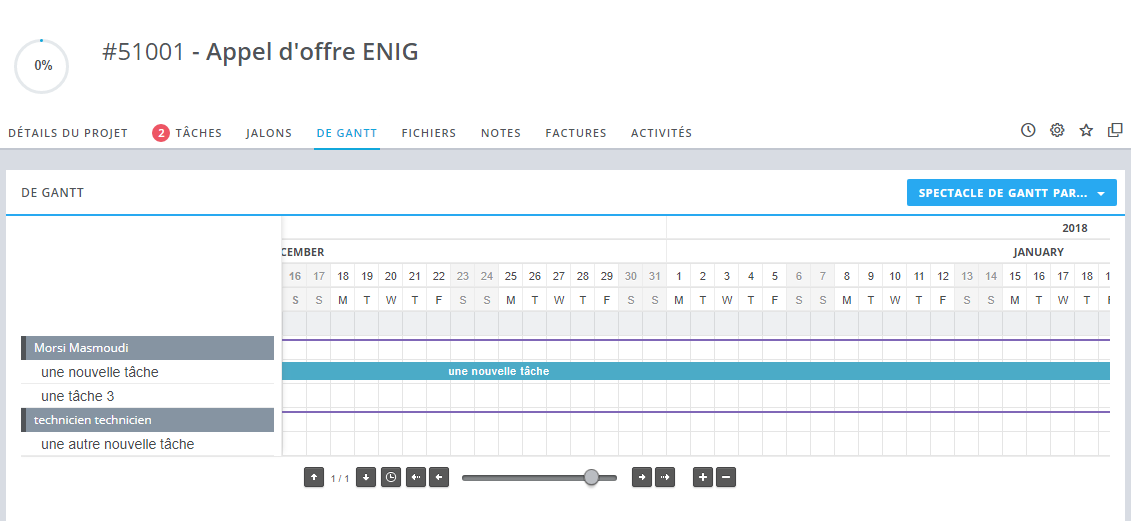 0%
#51001 - Appel d'offre ENIG
DÉTAILS DU PROJET 2 TÂCHES JALONS DE GANTT FICHIERS NOTES FACTURES ACTIVITÉS
DE GANTT
SPECTACLE DE GANTT PAR...
2018
CEMBER JANUARY
16 17 18 19 20 21 22 23 24 25 26 27 28 29 30 31 1 2 3 4 5 6 7 8 9 10 11 12 13 14 15 16 17 18 1
S S M T W T F S S M T W T F S S M T W T F S S M T W T F S S M T W T F
Morsi Masmoudi
une nouvelle tâche une nouvelle tâche
une tâche 3
technicien technicien
une autre nouvelle tâche
1 / 1